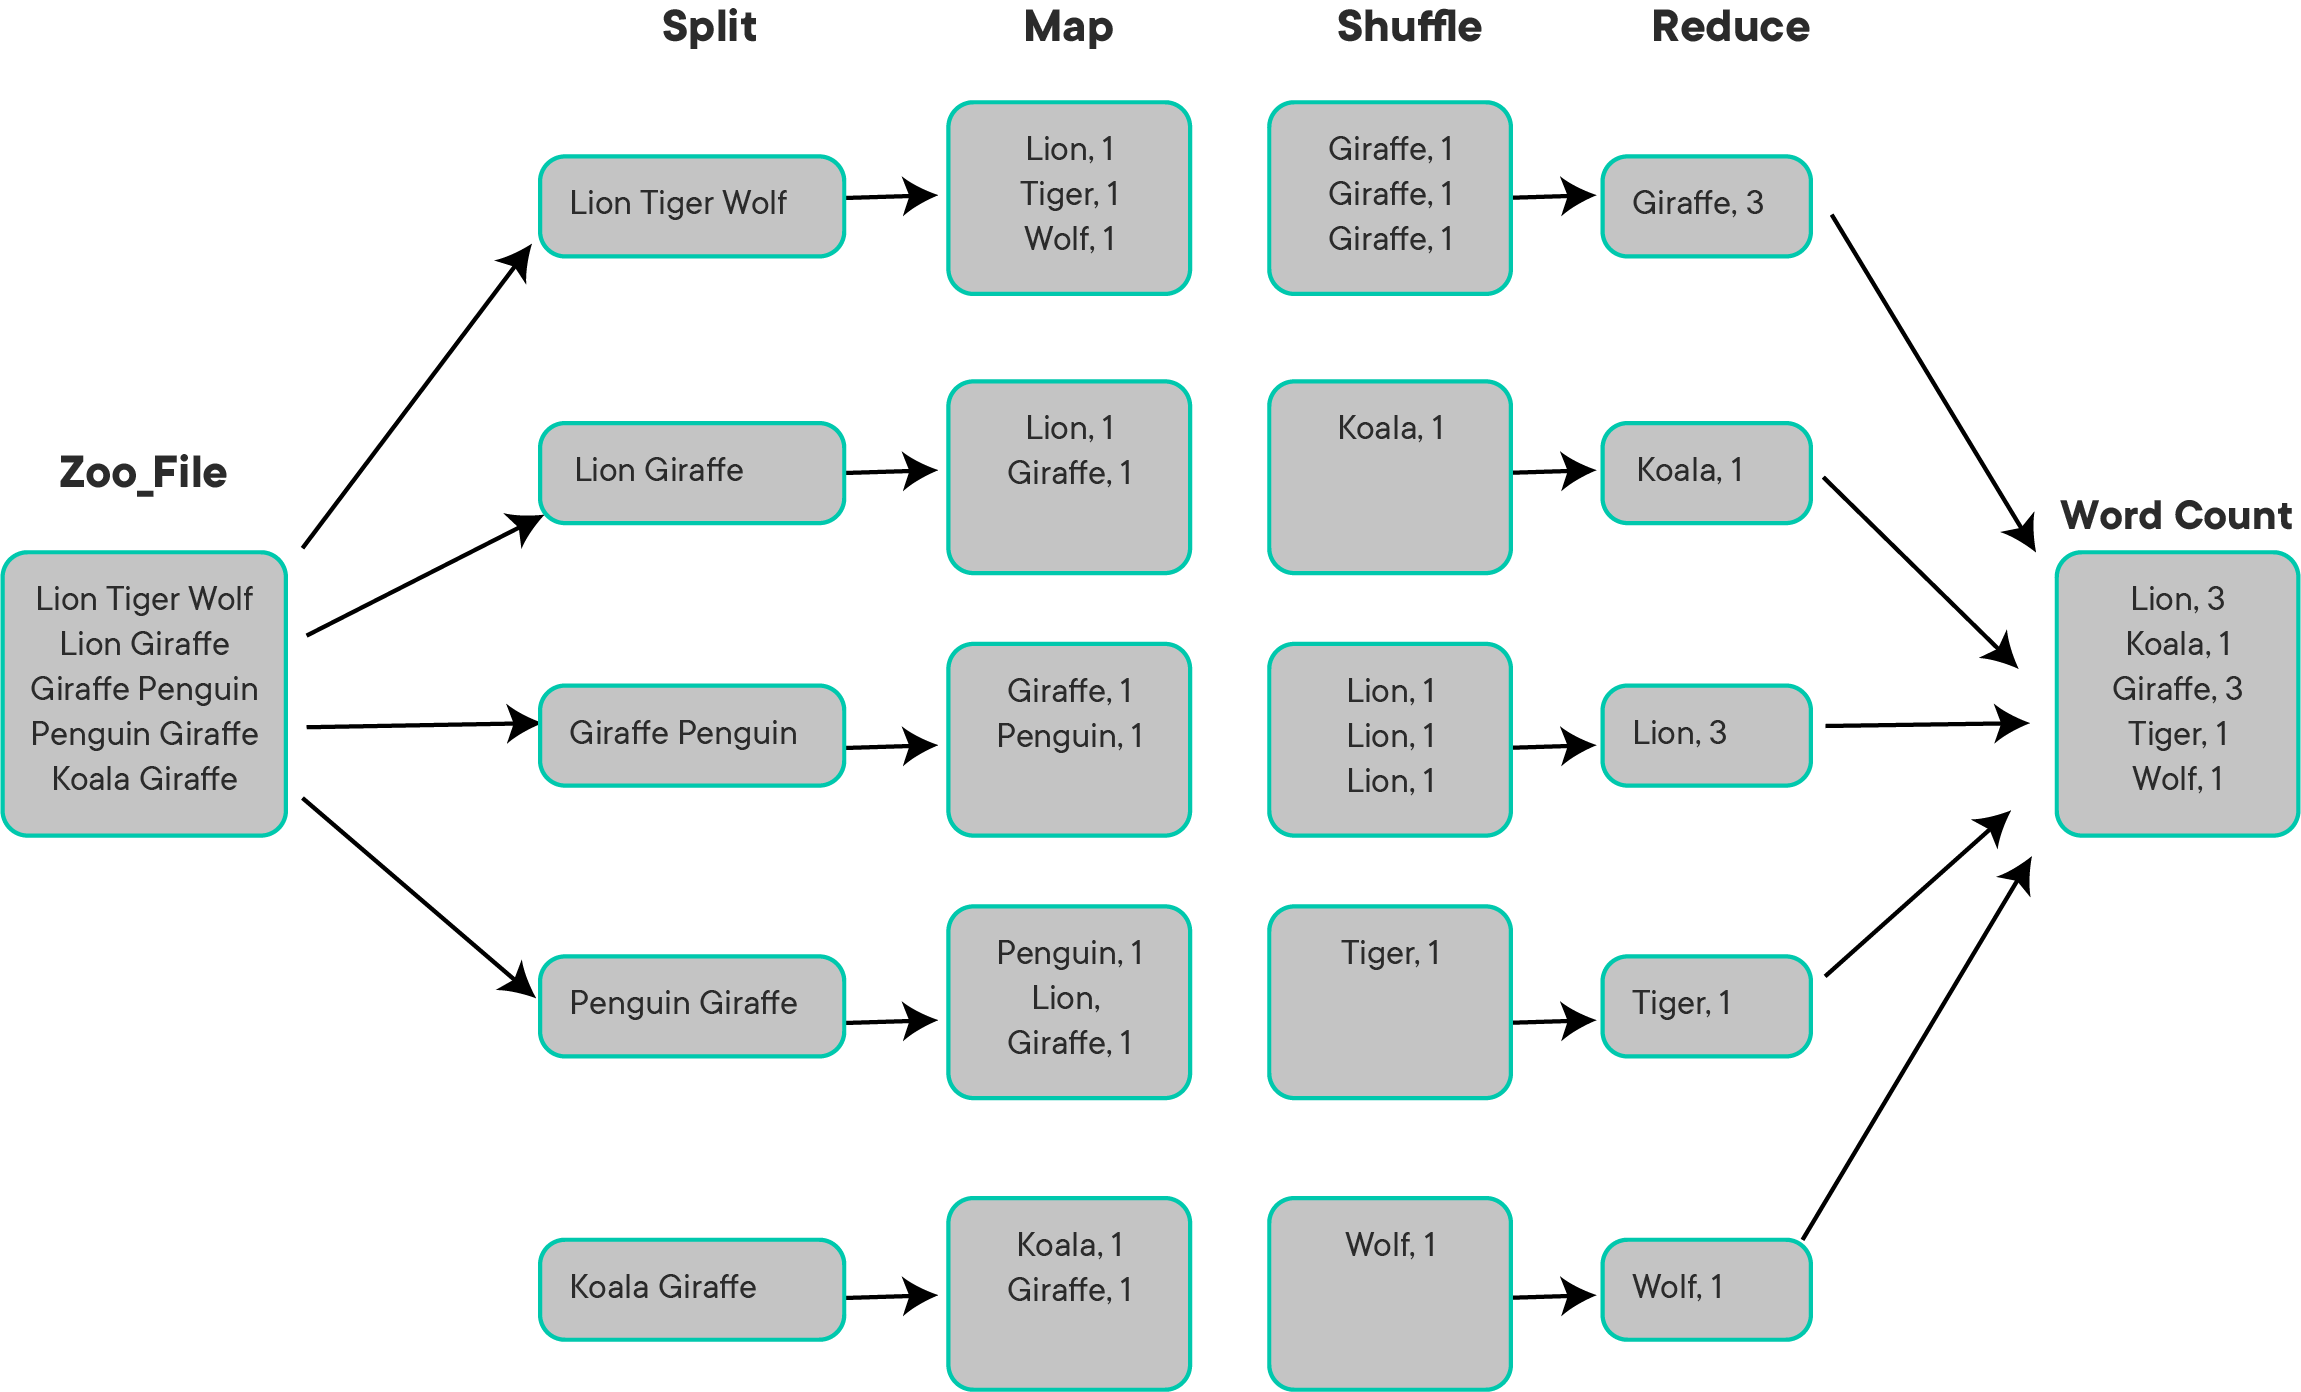 Split
Map
Shuffle
Reduce
Zoo_File
Lion Tiger Wolf
Lion Giraffe
Giraffe Penguin
Penguin Giraffe
Koala Giraffe
Lion Tiger Wolf
Lion Giraffe
Giraffe Penguin
Penguin Giraffe
Koala Giraffe
Lion, 1
Tiger, 1
Wolf, 1
Lion, 1
Giraffe, 1
Giraffe, 1
Penguin, 1
Penguin, 1
Lion,
Giraffe, 1
Koala, 1
Giraffe, 1
Giraffe, 1
Giraffe, 1
Giraffe, 1
Koala, 1
Lion, 1
Lion, 1
Lion, 1
Tiger, 1
Wolf, 1
Giraffe, 3
Koala, 1
Lion, 3
Tiger, 1
Wolf, 1
Word Count
Lion, 3
Koala, 1
Giraffe, 3
Tiger, 1
Wolf, 1